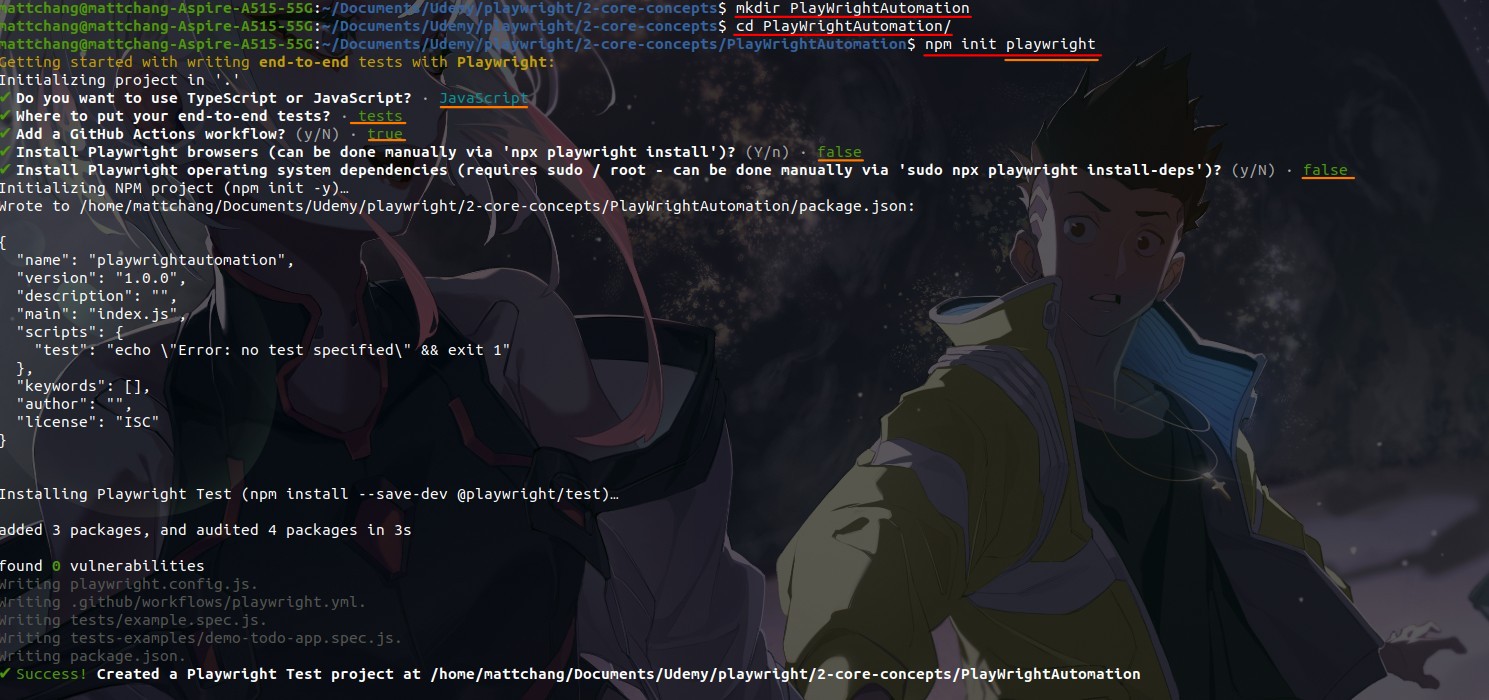 mattchang@mattchang-Aspire-A515-55G:~/Documents/Udemy/playwright/2-core-concepts$ mkdir PlayWrightAutomation
mattchang@mattchang-Aspire-A515-55G:~/Documents/Udemy/playwright/2-core-concepts$ cd PlayWrightAutomation/
mattchang@mattchang-Aspire-A515-55G:~/Documents/Udemy/playwright/2-core-concepts/PlayWrightAutomation$ npm init playwright
Getting started with writing end-to-end tests with Playwright:
Initializing project in '.'
✔ Do you want to use TypeScript or JavaScript? · JavaScript
✔ Where to put your end-to-end tests? · tests
✔ Add a GitHub Actions workflow? (y/N) · true
✔ Install Playwright browsers (can be done manually via 'npx playwright install')? (Y/n) · false
✔ Install Playwright operating system dependencies (requires sudo / root - can be done manually via 'sudo npx playwright install-deps')? (y/N) · false
Initializing NPM project (npm init -y)…
Wrote to /home/mattchang/Documents/Udemy/playwright/2-core-concepts/PlayWrightAutomation/package.json:
{
  "name": "playwrightautomation",
  "version": "1.0.0",
  "description": "",
  "main": "index.js",
  "scripts": {
    "test": "echo \"Error: no test specified\" && exit 1"
  },
  "keywords": [],
  "author": "",
  "license": "ISC"
}
Installing Playwright Test (npm install --save-dev @playwright/test)…
added 3 packages, and audited 4 packages in 3s
found 0 vulnerabilities
Writing playwright.config.js.
Writing .github/workflows/playwright.yml.
Writing tests/example.spec.js.
Writing tests-examples/demo-todo-app.spec.js.
Writing package.json.
✔ Success! Created a Playwright Test project at /home/mattchang/Documents/Udemy/playwright/2-core-concepts/PlayWrightAutomation